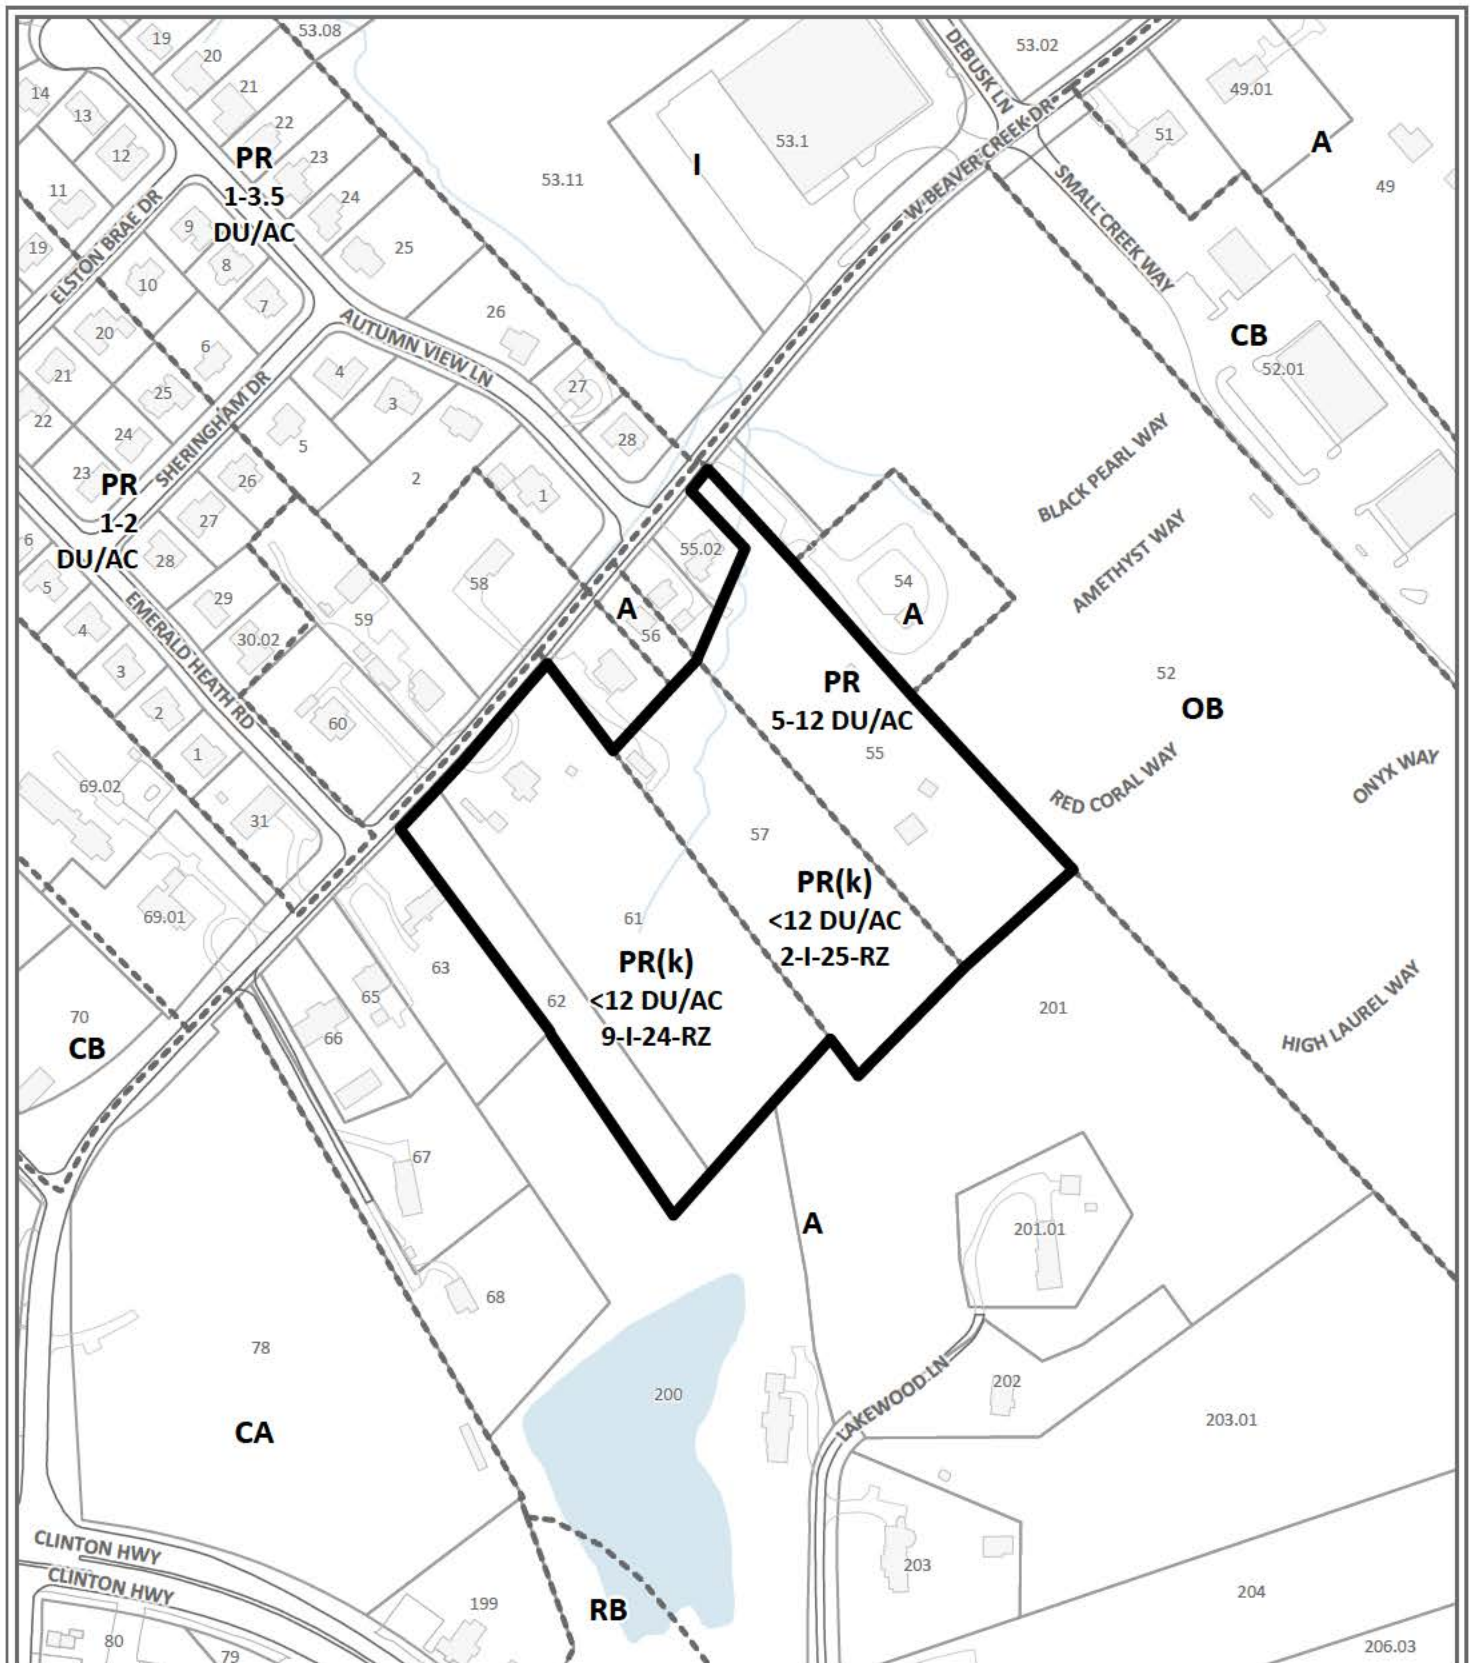 53.08
19
20
53.02
DEBUSK LN
14
21
49.01
13
22
W BEAVER CREEK DR
53.1
51
A
12
PR
1-3.5
DU/AC
23
I
53.11
SMALL CREEK WAY
49
11
24
ELSTON BRAE DR
9
19
25
8
10
7
26
AUTUMN VIEW LN
20
6
CB
52.01
21
4
27
25
3
22
SHERINGHAM DR
24
5
28
BLACK PEARL WAY
23
PR
1-2
DU/AC
26
2
1
27
AMETHYST WAY
6
28
55.02
5
58
54
A
29
59
A
56
4
30.02
EMERALD HEATH RD
3
52
OB
PR
5-12 DU/AC
55
2
60
1
RED CORAL WAY
ONYX WAY
69.02
31
57
PR(k)
<12 DU/AC
2-I-25-RZ
69.01
61
PR(k)
<12 DU/AC
9-I-24-RZ
63
62
65
201
HIGH LAUREL WAY
70
CB
66
67
A
201.01
68
78
200
202
LAKEWOOD LN
203.01
CA
CLINTON HWY
CLINTON HWY
203
204
199
RB
80
79
206.03